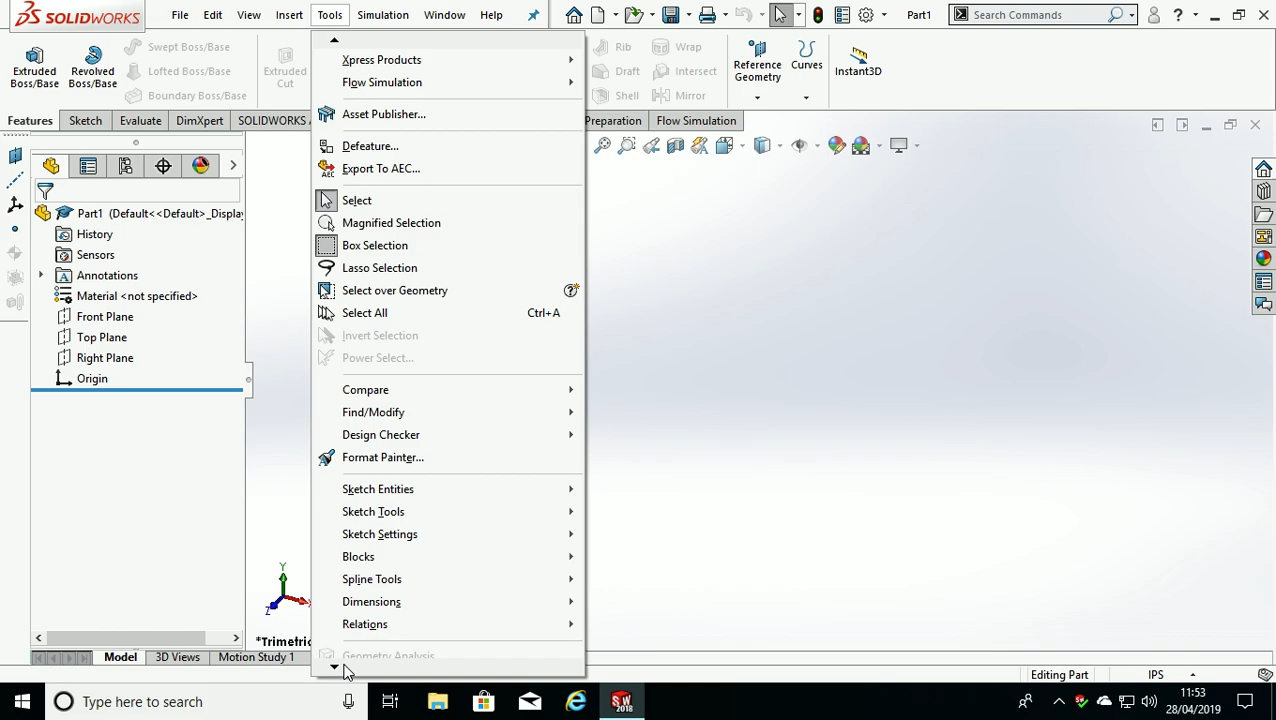 SOLIDWORKS File Edit View Insert Tools Simulation Window Help Part1 Search Commands
Extruded Boss/Base
Revolved Boss/Base
Swept Boss/Base
Lofted Boss/Base
Boundary Boss/Base
Extruded Cut
Rib
Draft
Shell
Wrap
Intersect
Mirror
Reference Geometry
Curves
Instant3D
Features Sketch Evaluate DimXpert SOLIDWORKS Preparation Flow Simulation
Part1 (Default<<Default>_Display
History
Sensors
Annotations
Material <not specified>
Front Plane
Top Plane
Right Plane
Origin
Xpress Products
Flow Simulation
Asset Publisher...
Defeature...
Export To AEC...
Select
Magnified Selection
Box Selection
Lasso Selection
Select over Geometry
Select All Ctrl+A
Invert Selection
Power Select...
Compare
Find/Modify
Design Checker
Format Painter...
Sketch Entities
Sketch Tools
Sketch Settings
Blocks
Spline Tools
Dimensions
Relations
Geometry Analysis
Y
Z
*Trimetric
Model 3D Views Motion Study 1
Editing Part IPS
Type here to search
SW 2018
11:53
28/04/2019